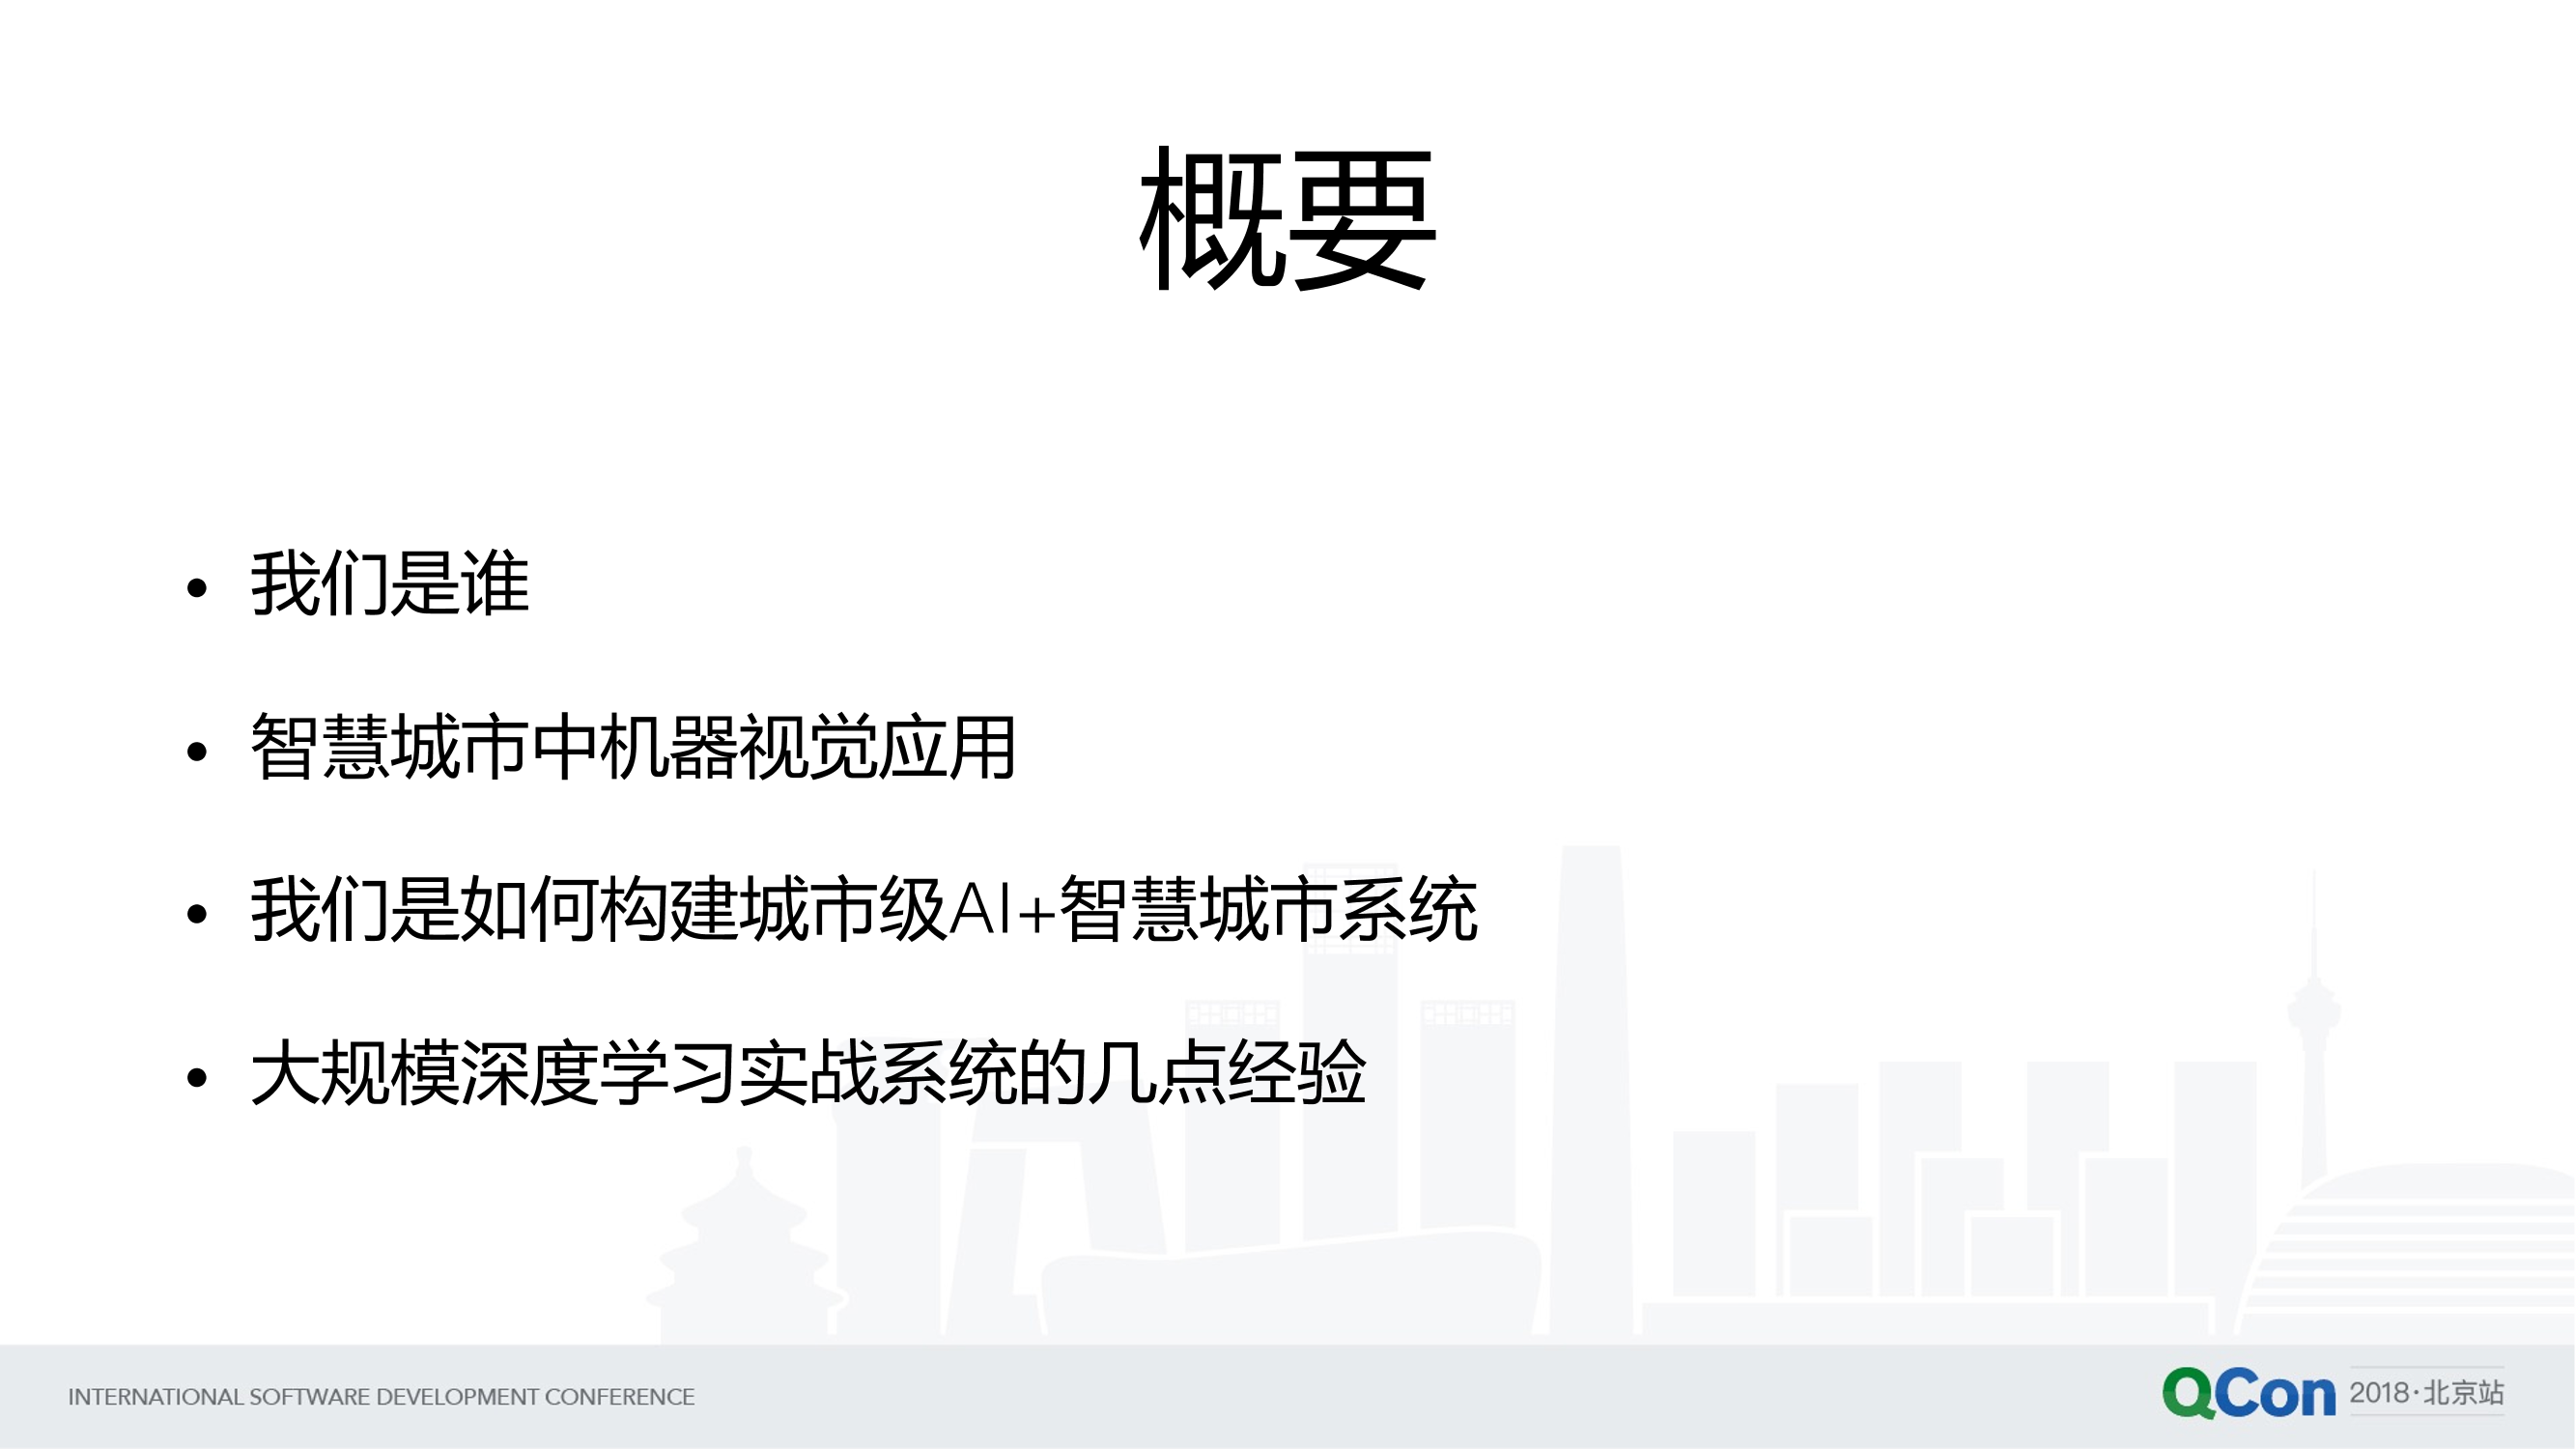 概要
• 我们是谁
• 智慧城市中机器视觉应用
• 我们是如何构建城市级AI+智慧城市系统
• 大规模深度学习实战系统的几点经验
INTERNATIONAL SOFTWARE DEVELOPMENT CONFERENCE
QCon 2018·北京站